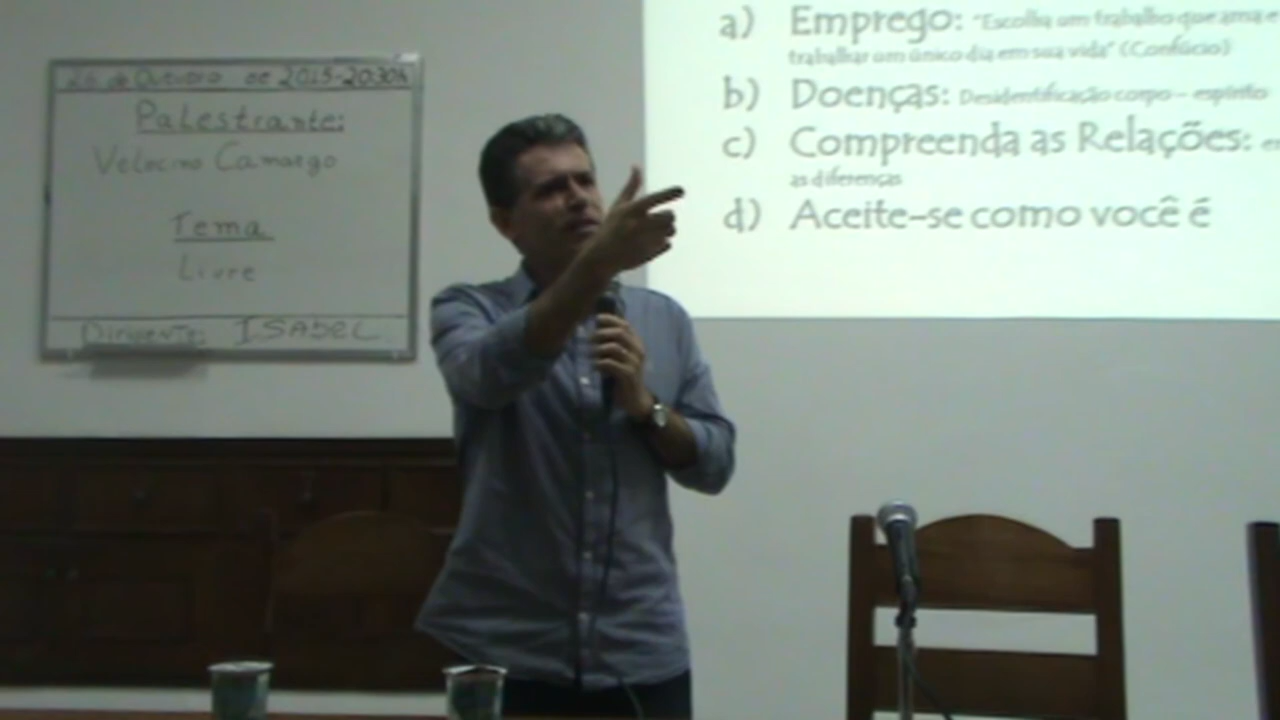 26 de Outubro de 2015-20:30h
Palestrante:
Velocino Camargo
Tema
Livre
Dirigente: ISABEL
a) Emprego: "Escolha um trabalho que ama e
trabalhar um único dia em sua vida" (Confúcio)
b) Doenças: Desidentificação corpo – espírito
c) Compreenda as Relações:
as diferenças
d) Aceite-se como você é